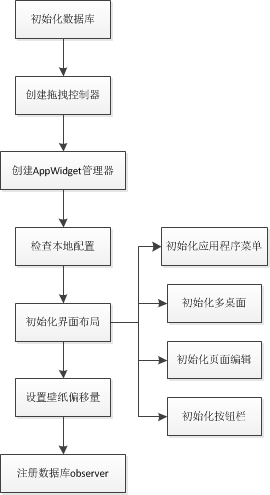 初始化数据库
创建拖拽控制器
创建AppWidget管理器
检查本地配置
初始化应用程序菜单
初始化多桌面
初始化界面布局
初始化页面编辑
设置壁纸偏移量
初始化按钮栏
注册数据库observer